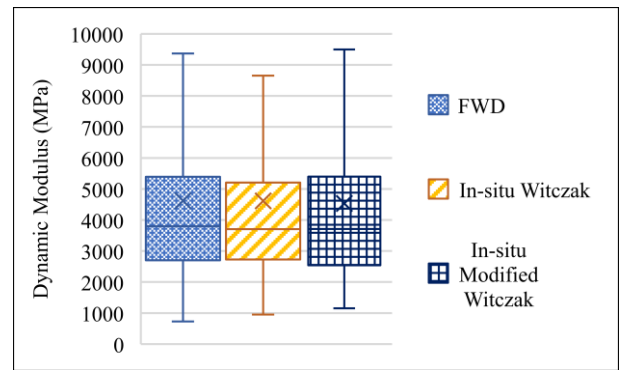 Dynamic Modulus (MPa)
10000
9000
8000
7000
6000
5000
4000
3000
2000
1000
0
FWD
In-situ Witczak
In-situ
Modified
Witczak